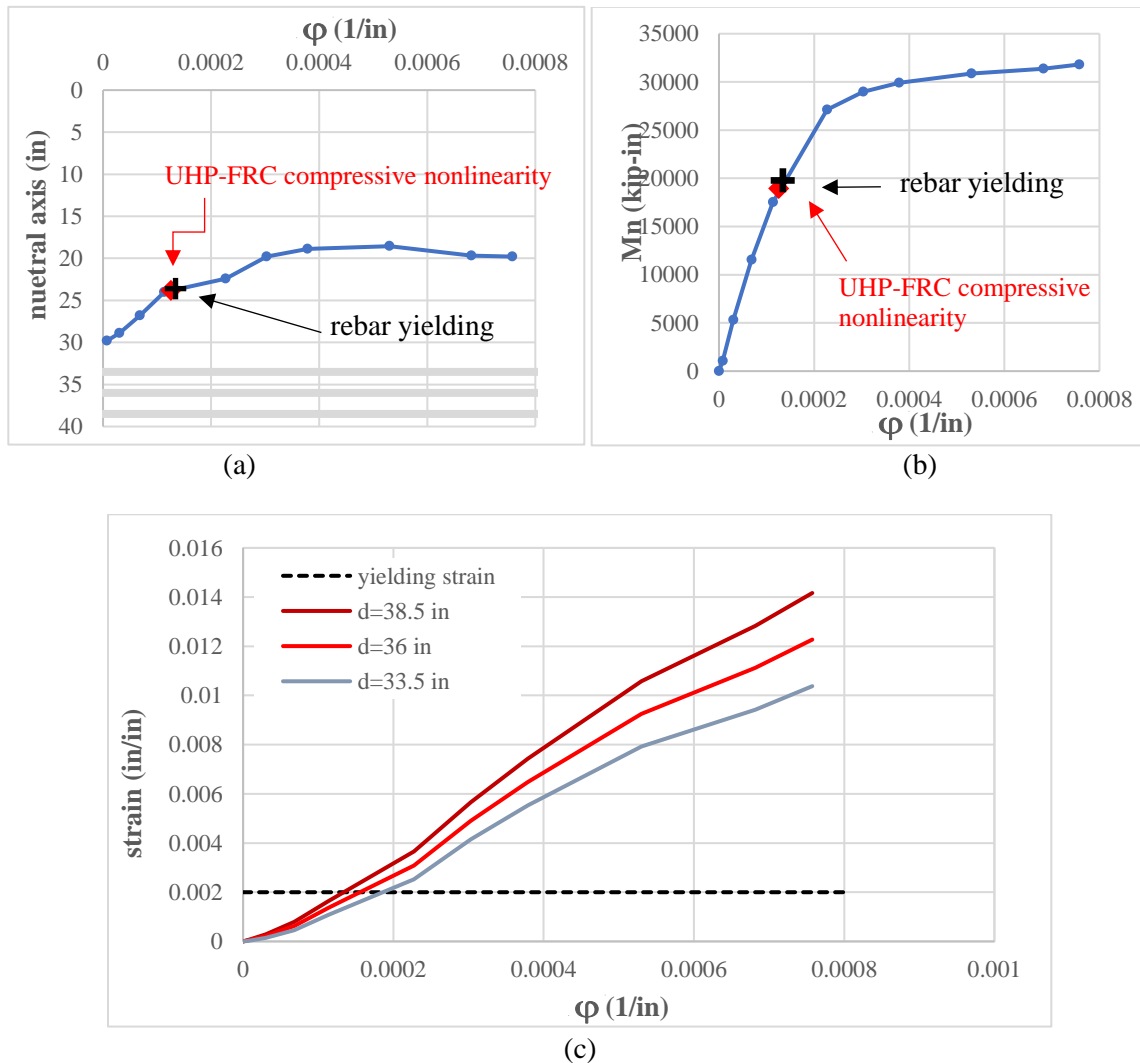 φ (1/in)
0 0.0002 0.0004 0.0006 0.0008
nuetral axis (in)
0
5
10
15
20
25
30
35
40
UHP-FRC compressive nonlinearity
rebar yielding
(a)
Mn (kip-in)
35000
30000
25000
20000
15000
10000
5000
0
rebar yielding
UHP-FRC compressive
nonlinearity
0 0.0002 0.0004 0.0006 0.0008
φ (1/in)
(b)
strain (in/in)
0.016
0.014
0.012
0.01
0.008
0.006
0.004
0.002
0
yielding strain
d=38.5 in
d=36 in
d=33.5 in
0 0.0002 0.0004 0.0006 0.0008 0.001
φ (1/in)
(c)